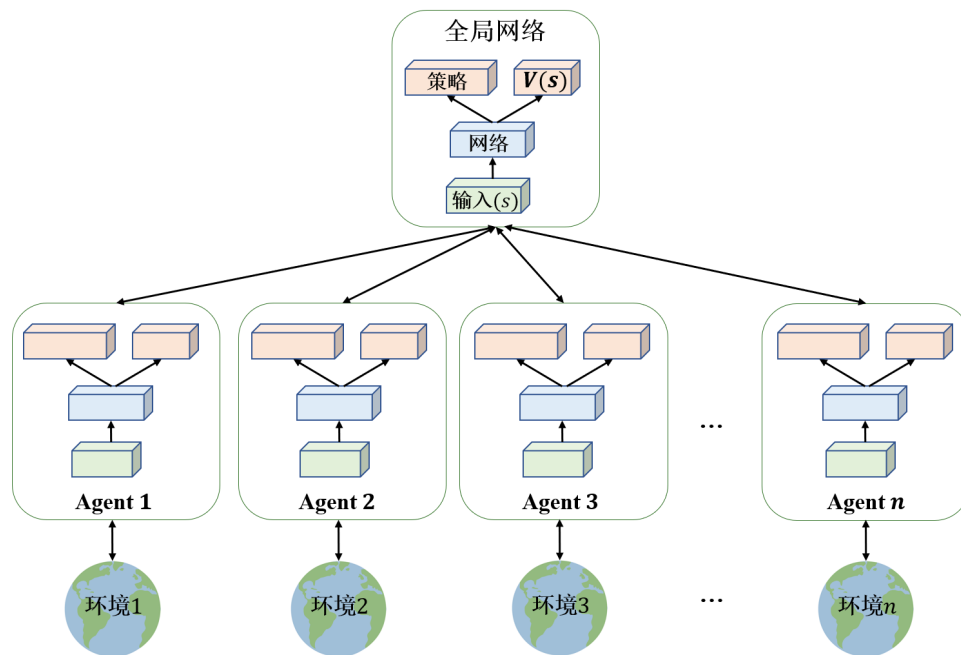 全局网络
策略
V(s)
网络
输入(s)
...
Agent 1
Agent 2
Agent 3
Agent n
环境1
环境2
环境3
...
环境n